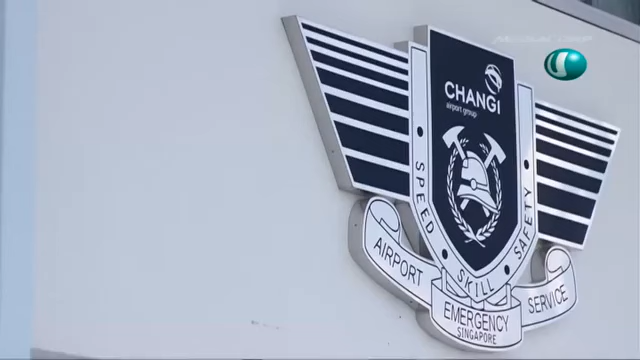 CHANGI
airport group
SPEED SKILL SAFETY
AIRPORT EMERGENCY SERVICE
SINGAPORE